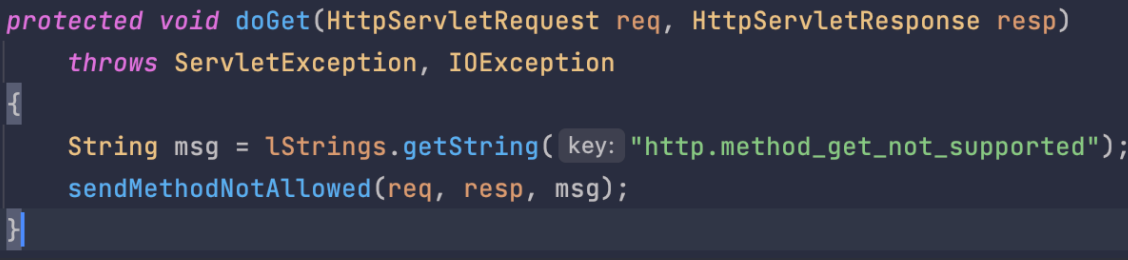 protected void doGet(HttpServletRequest req, HttpServletResponse resp)
    throws ServletException, IOException
{
    String msg = lStrings.getString( key: "http.method_get_not_supported");
    sendMethodNotAllowed(req, resp, msg);
}